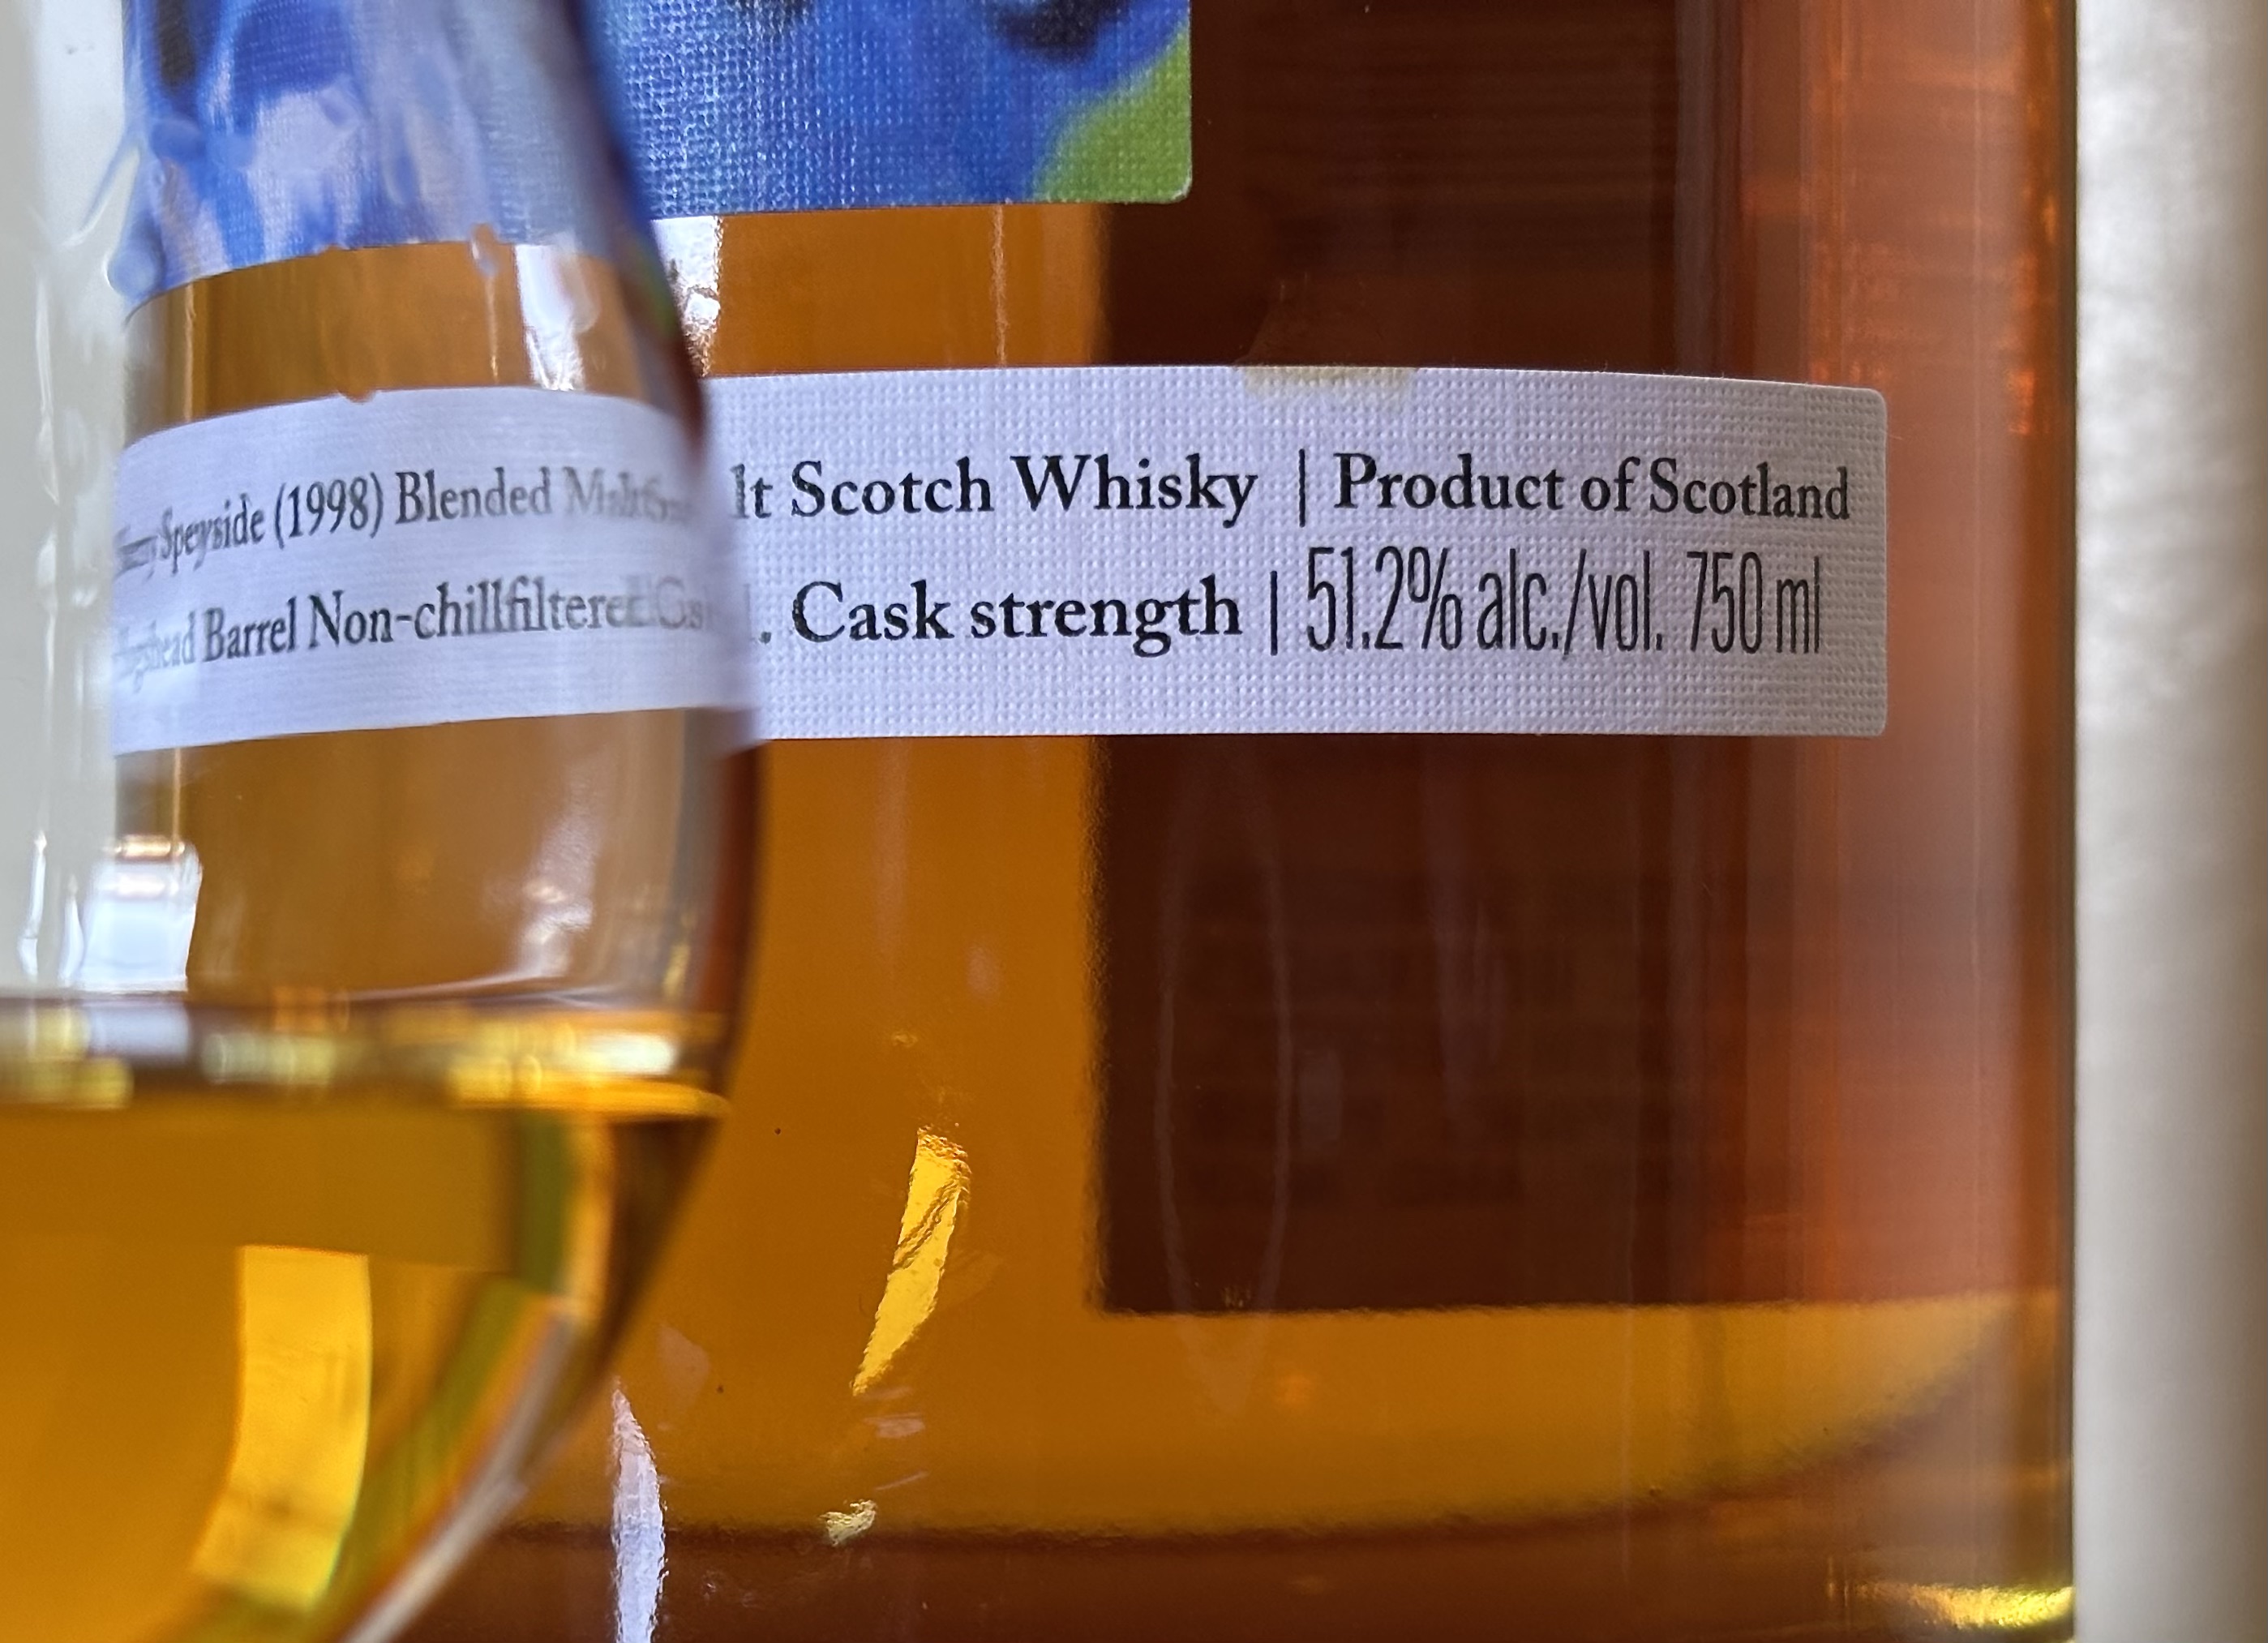 Speyside (1998) Blended Malt Scotch Whisky | Product of Scotland
Hogshead Barrel Non-chillfiltered. Cask strength | 51.2% alc./vol. 750 ml